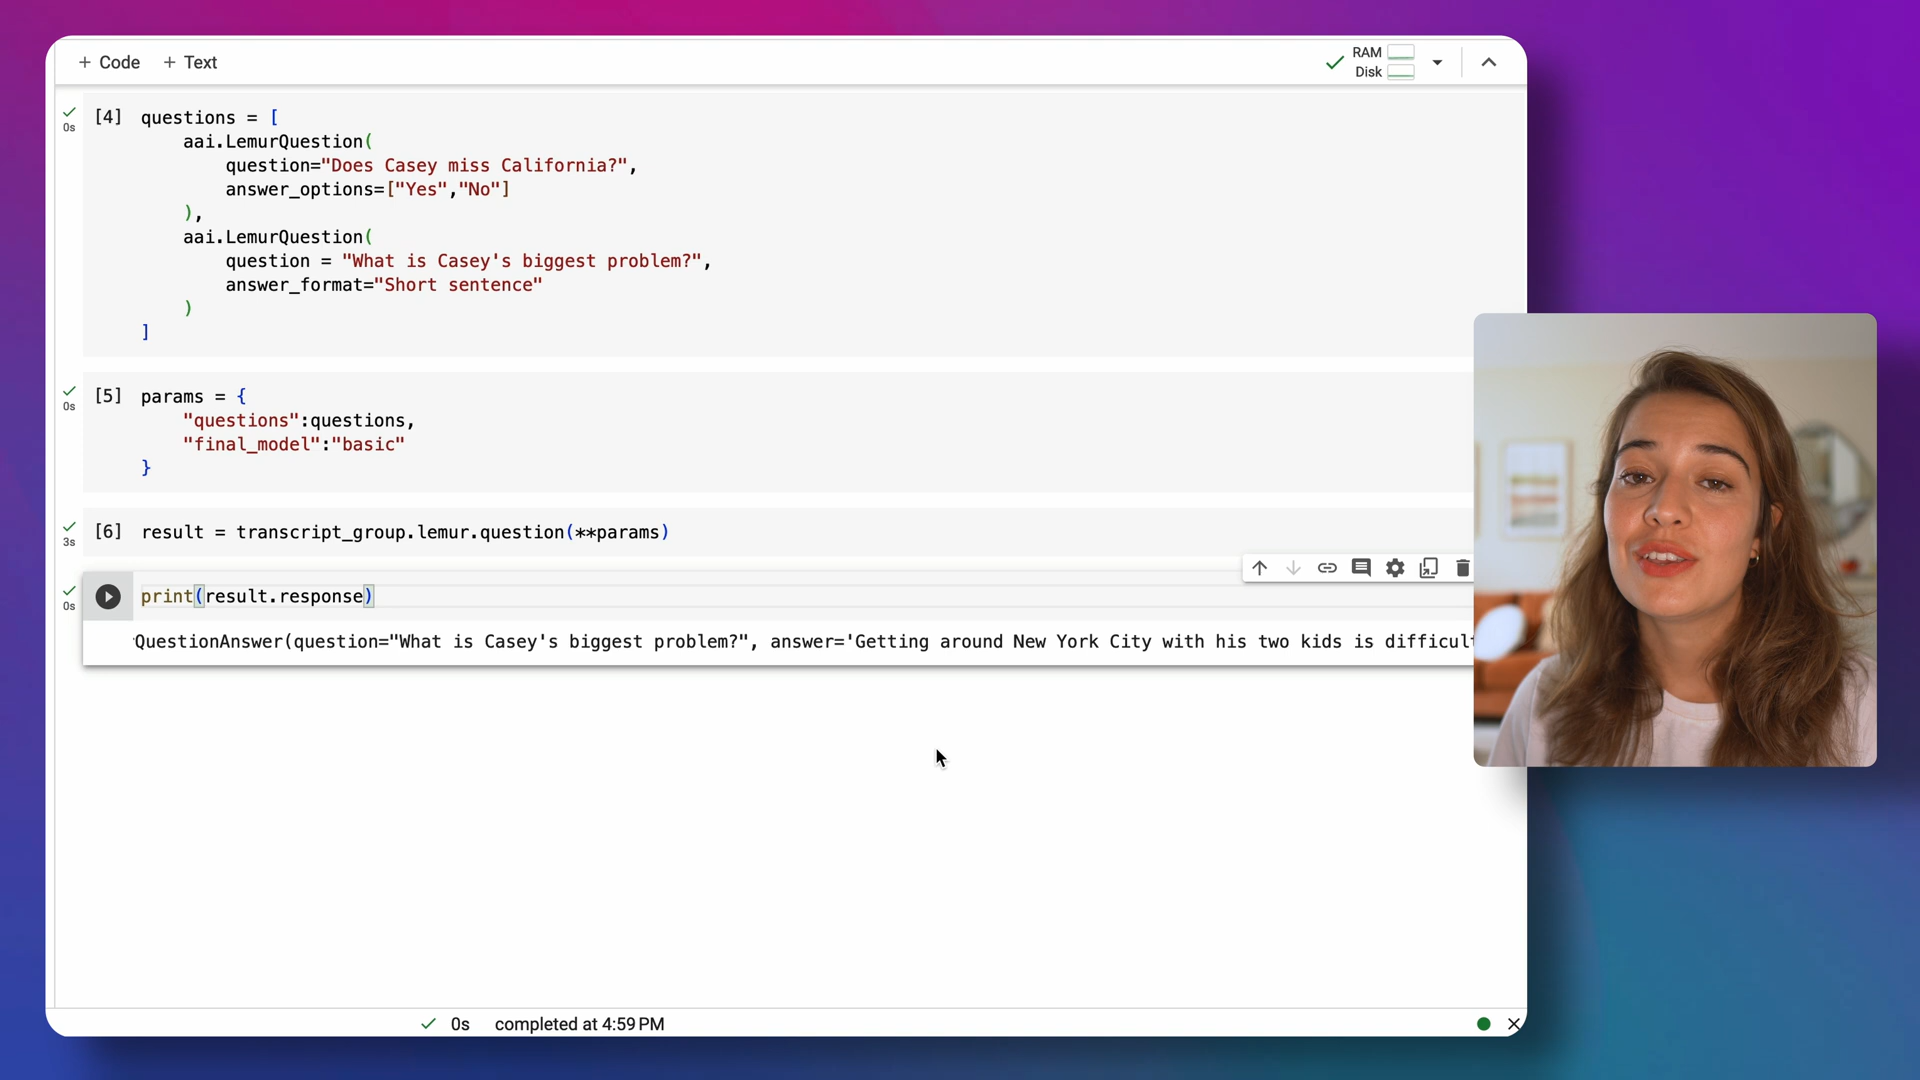 + Code + Text
RAM
Disk
[4] questions = [
aai.LemurQuestion(
question="Does Casey miss California?",
answer_options=["Yes","No"]
),
aai.LemurQuestion(
question = "What is Casey's biggest problem?",
answer_format="Short sentence"
)
]
0s
[5] params = {
"questions":questions,
"final_model":"basic"
}
0s
[6] result = transcript_group.lemur.question(**params)
3s
print(result.response)
0s
QuestionAnswer(question="What is Casey's biggest problem?", answer='Getting around New York City with his two kids is difficult
0s completed at 4:59 PM